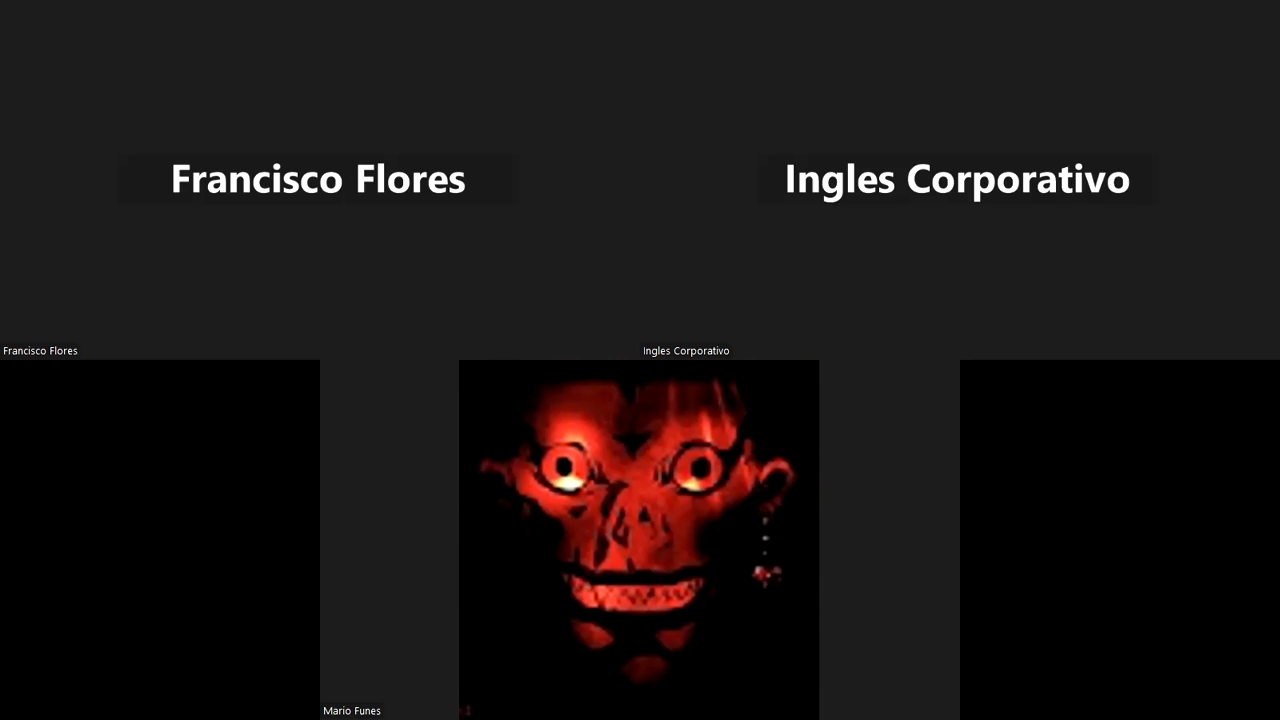 Francisco Flores
Ingles Corporativo
Francisco Flores
Ingles Corporativo
Mario Funes